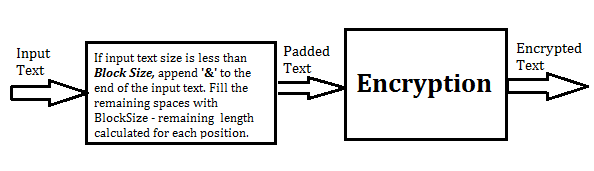 Input
Text
If input text size is less than
Block Size, append '&' to the
end of the input text. Fill the
remaining spaces with
BlockSize - remaining length
calculated for each position.
Padded
Text
Encryption
Encrypted
Text